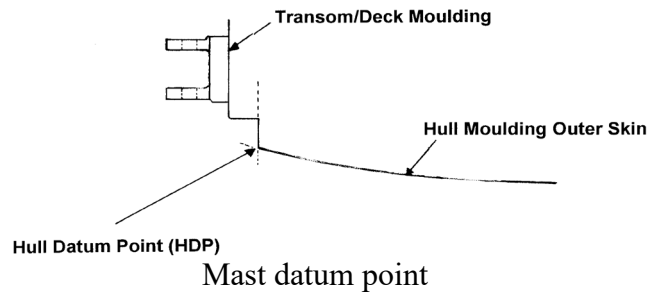 Transom/Deck Moulding
Hull Moulding Outer Skin
Hull Datum Point (HDP)
Mast datum point